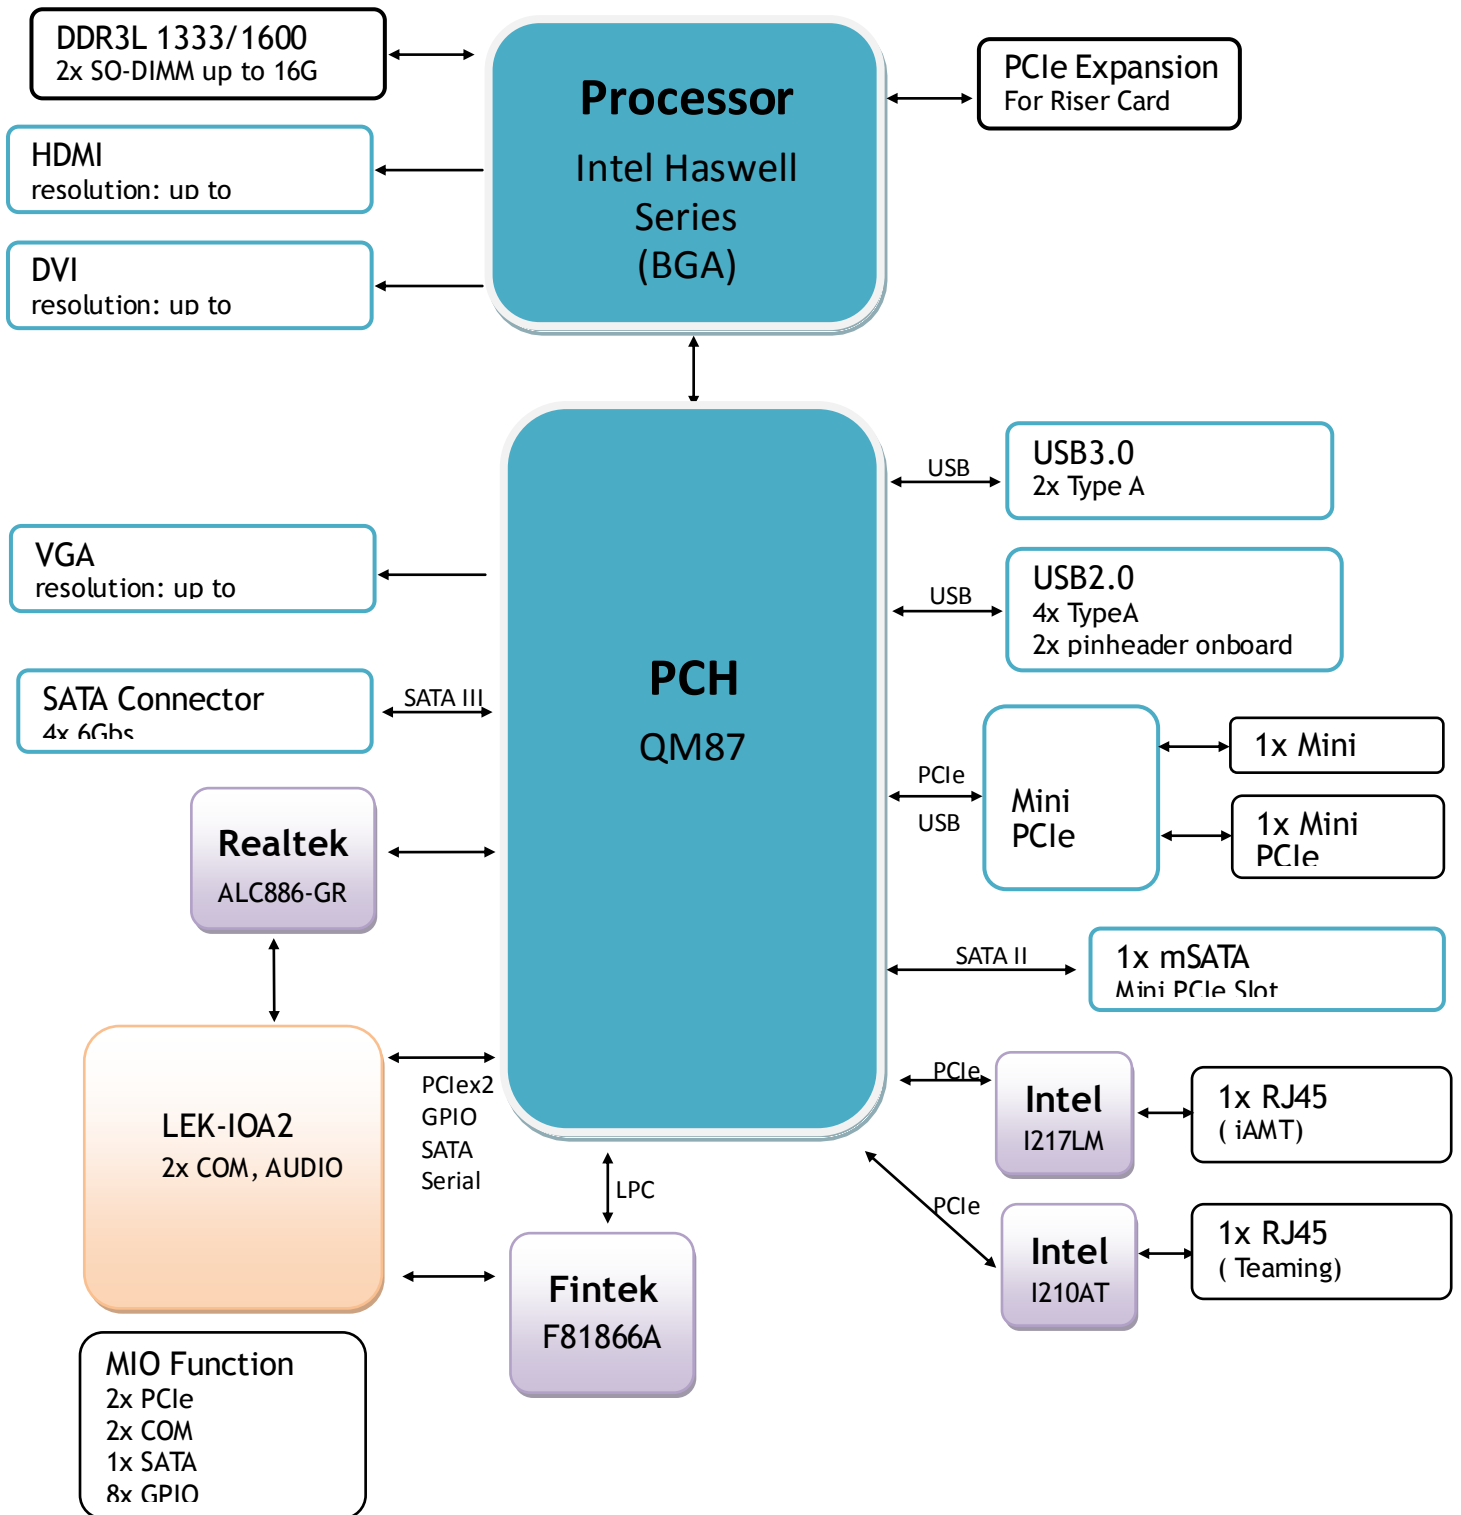 DDR3L 1333/1600
2x SO-DIMM up to 16G
Processor
Intel Haswell
Series
(BGA)
PCIe Expansion
For Riser Card
HDMI
resolution: up to
DVI
resolution: up to
PCH
QM87
USB
USB3.0
2x Type A
VGA
resolution: up to
USB
USB2.0
4x TypeA
2x pinheader onboard
SATA Connector
4x 6Gbs
SATA III
PCIe
USB
Mini
PCIe
1x Mini
1x Mini
PCIe
Realtek
ALC886-GR
SATA II
1x mSATA
Mini PCIe Slot
LEK-IOA2
2x COM, AUDIO
PCIex2
GPIO
SATA
Serial
PCIe
Intel
I217LM
1x RJ45
( iAMT)
LPC
PCIe
Intel
I210AT
1x RJ45
( Teaming)
Fintek
F81866A
MIO Function
2x PCIe
2x COM
1x SATA
8x GPIO